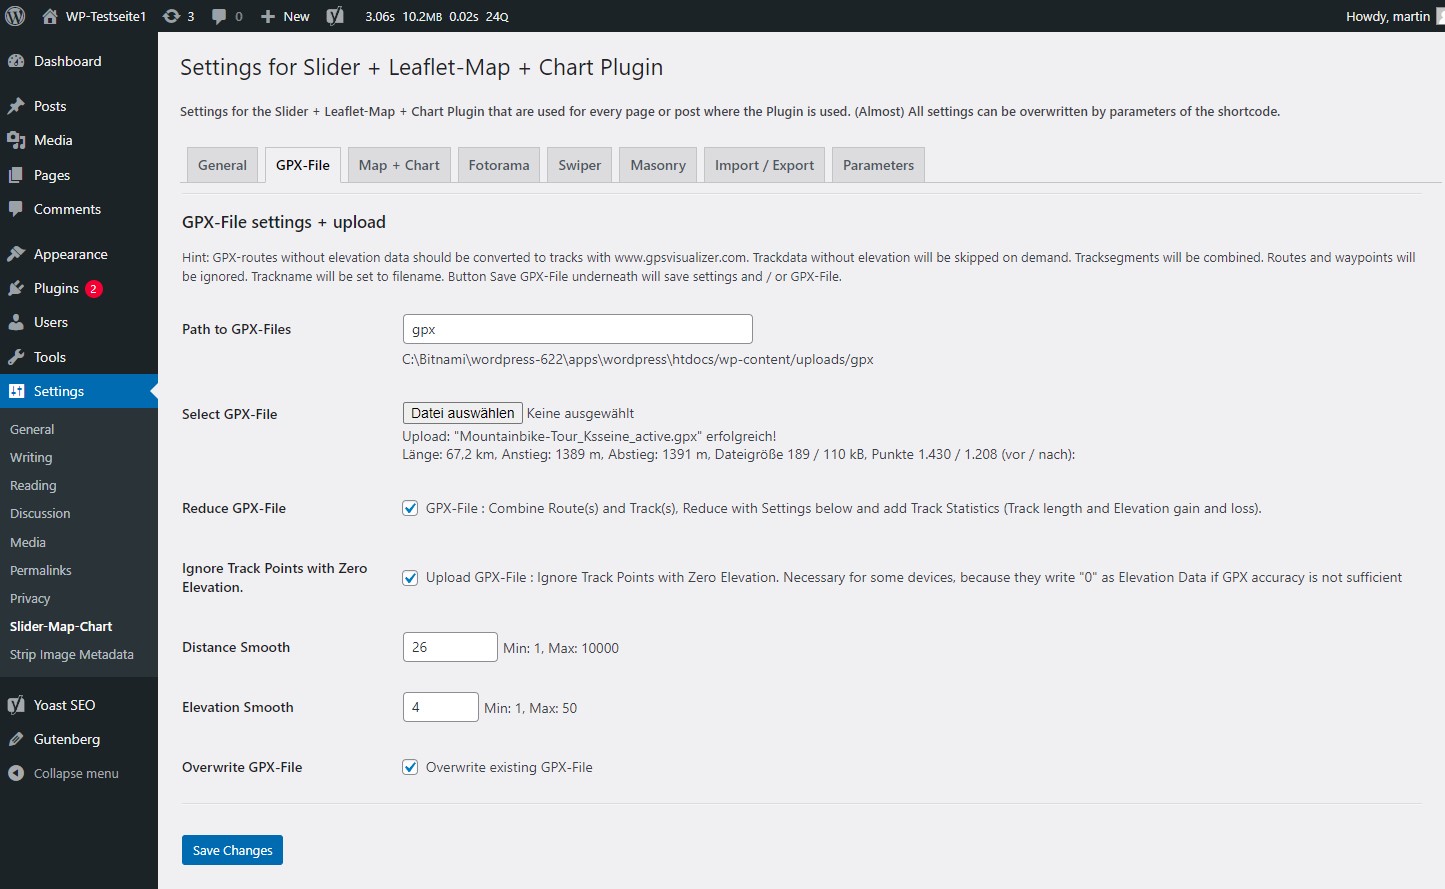 WP-Testseite1 3 0 New 3.06s 10.2MB 0.02s 24Q Howdy, martin
Dashboard
Posts
Media
Pages
Comments
Appearance
Plugins 2
Users
Tools
Settings
General
Writing
Reading
Discussion
Media
Permalinks
Privacy
Slider-Map-Chart
Strip Image Metadata
Yoast SEO
Gutenberg
Collapse menu
Settings for Slider + Leaflet-Map + Chart Plugin
Settings for the Slider + Leaflet-Map + Chart Plugin that are used for every page or post where the Plugin is used. (Almost) All settings can be overwritten by parameters of the shortcode.
General GPX-File Map + Chart Fotorama Swiper Masonry Import / Export Parameters
GPX-File settings + upload
Hint: GPX-routes without elevation data should be converted to tracks with www.gpsvisualizer.com. Trackdata without elevation will be skipped on demand. Tracksegments will be combined. Routes and waypoints will
be ignored. Trackname will be set to filename. Button Save GPX-File underneath will save settings and / or GPX-File.
Path to GPX-Files gpx
C:\Bitnami\wordpress-622\apps\wordpress\htdocs/wp-content/uploads/gpx
Select GPX-File Datei auswählen Keine ausgewählt
Upload: "Mountainbike-Tour_Ksseine_active.gpx" erfolgreich!
Länge: 67,2 km, Anstieg: 1389 m, Abstieg: 1391 m, Dateigröße 189 / 110 kB, Punkte 1.430 / 1.208 (vor / nach):
Reduce GPX-File GPX-File : Combine Route(s) and Track(s), Reduce with Settings below and add Track Statistics (Track length and Elevation gain and loss).
Ignore Track Points with Zero
Elevation. Upload GPX-File : Ignore Track Points with Zero Elevation. Necessary for some devices, because they write "0" as Elevation Data if GPX accuracy is not sufficient
Distance Smooth 26 Min: 1, Max: 10000
Elevation Smooth 4 Min: 1, Max: 50
Overwrite GPX-File Overwrite existing GPX-File
Save Changes